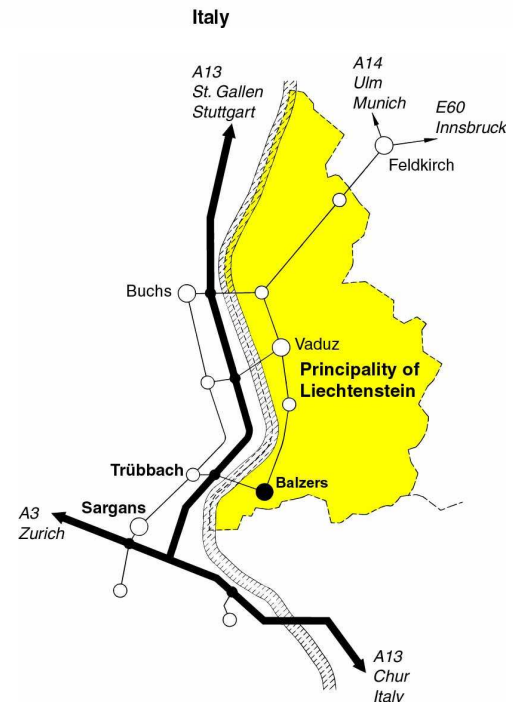 Italy
A13
St. Gallen
Stuttgart
A14
Ulm
Munich
E60
Innsbruck
Feldkirch
Buchs
Vaduz
Principality of
Liechtenstein
Trübbach
Balzers
Sargans
A3
Zurich
A13
Chur
Italy